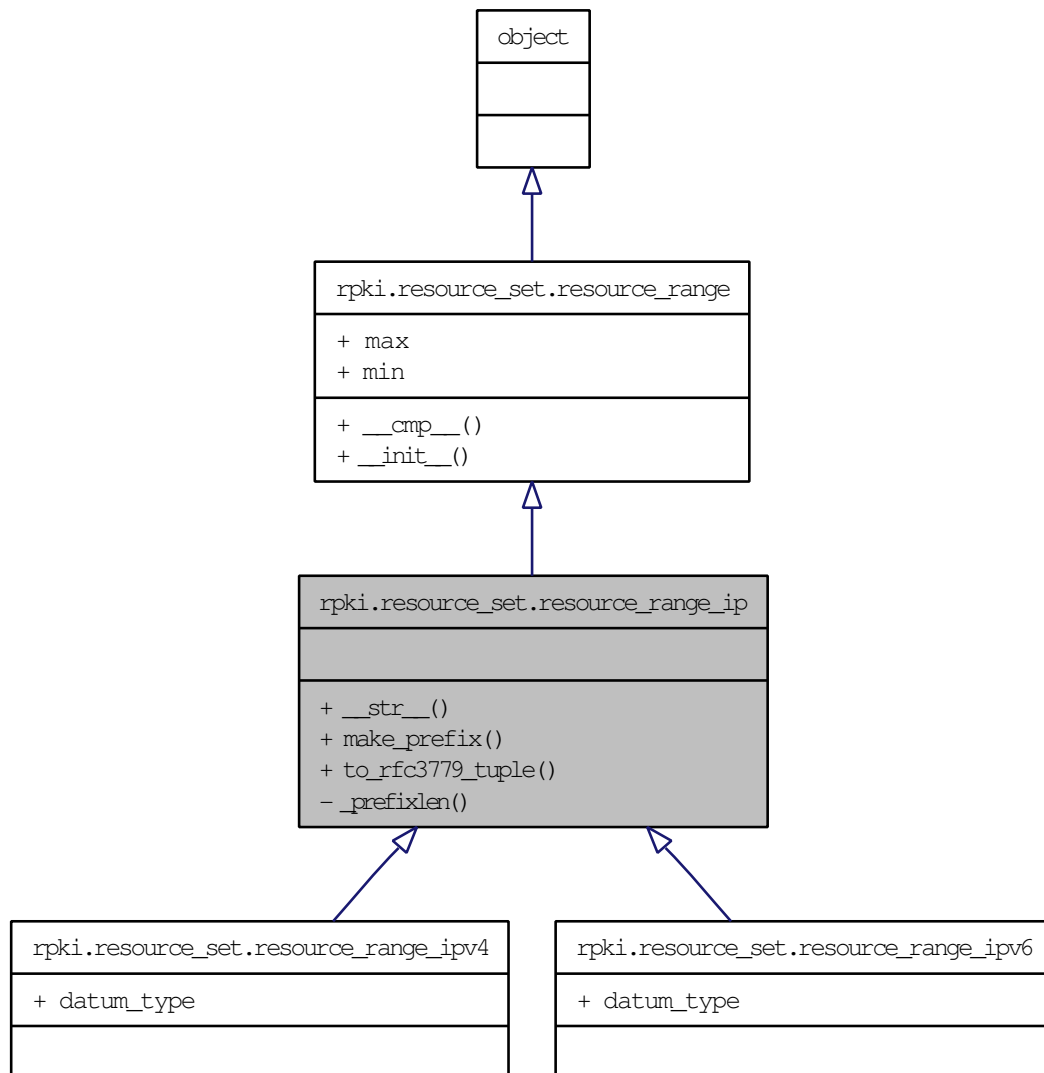 object
rpki.resource_set.resource_range
+ max
+ min
+ __cmp__()
+ __init__()
rpki.resource_set.resource_range_ip
+ __str__()
+ make_prefix()
+ to_rfc3779_tuple()
- _prefixlen()
rpki.resource_set.resource_range_ipv4
+ datum_type
rpki.resource_set.resource_range_ipv6
+ datum_type